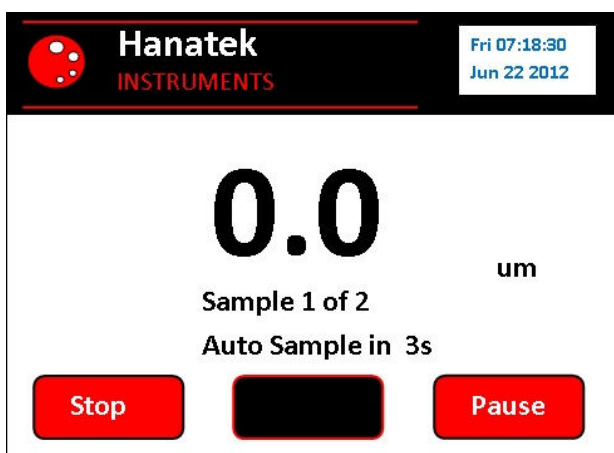 Hanatek
INSTRUMENTS
Fri 07:18:30
Jun 22 2012
0.0
um
Sample 1 of 2
Auto Sample in 3s
Stop
Pause